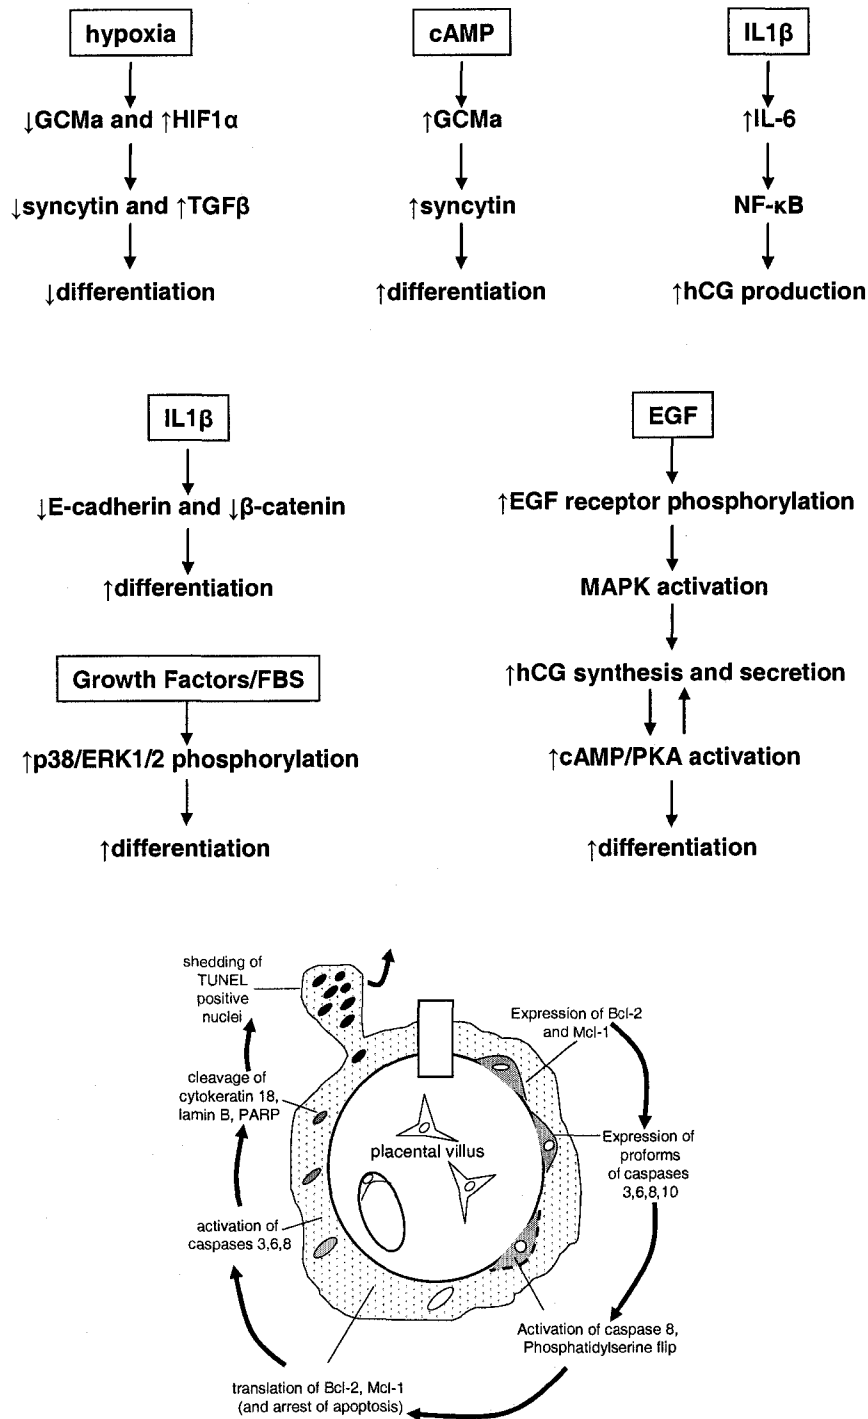 hypoxia
↓GCMa and ↑HIF1α
↓syncytin and ↑TGFβ
↓differentiation
cAMP
↑GCMa
↑syncytin
↑differentiation
IL1β
↑IL-6
NF-κB
↑hCG production
IL1β
↓E-cadherin and ↓β-catenin
↑differentiation
Growth Factors/FBS
↑p38/ERK1/2 phosphorylation
↑differentiation
EGF
↑EGF receptor phosphorylation
MAPK activation
↑hCG synthesis and secretion
↑cAMP/PKA activation
↑differentiation
shedding of
TUNEL
positive
nuclei
cleavage of
cytokeratin 18,
lamin B, PARP
activation of
caspases 3,6,8
translation of Bcl-2, Mcl-1
(and arrest of apoptosis)
placental villus
Expression of Bcl-2
and Mcl-1
Expression of
proforms
of caspases
3,6,8,10
Activation of caspase 8,
Phosphatidylserine flip